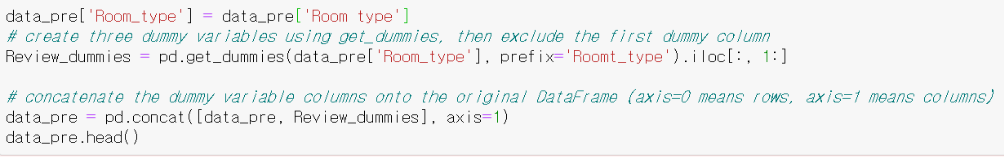 data_pre['Room_type'] = data_pre['Room type']
# create three dummy variables using get_dummies, then exclude the first dummy column
Review_dummies = pd.get_dummies(data_pre['Room_type'], prefix='Roomt_type').iloc[:, 1:]
# concatenate the dummy variable columns onto the original DataFrame (axis=0 means rows, axis=1 means columns)
data_pre = pd.concat([data_pre, Review_dummies], axis=1)
data_pre.head()